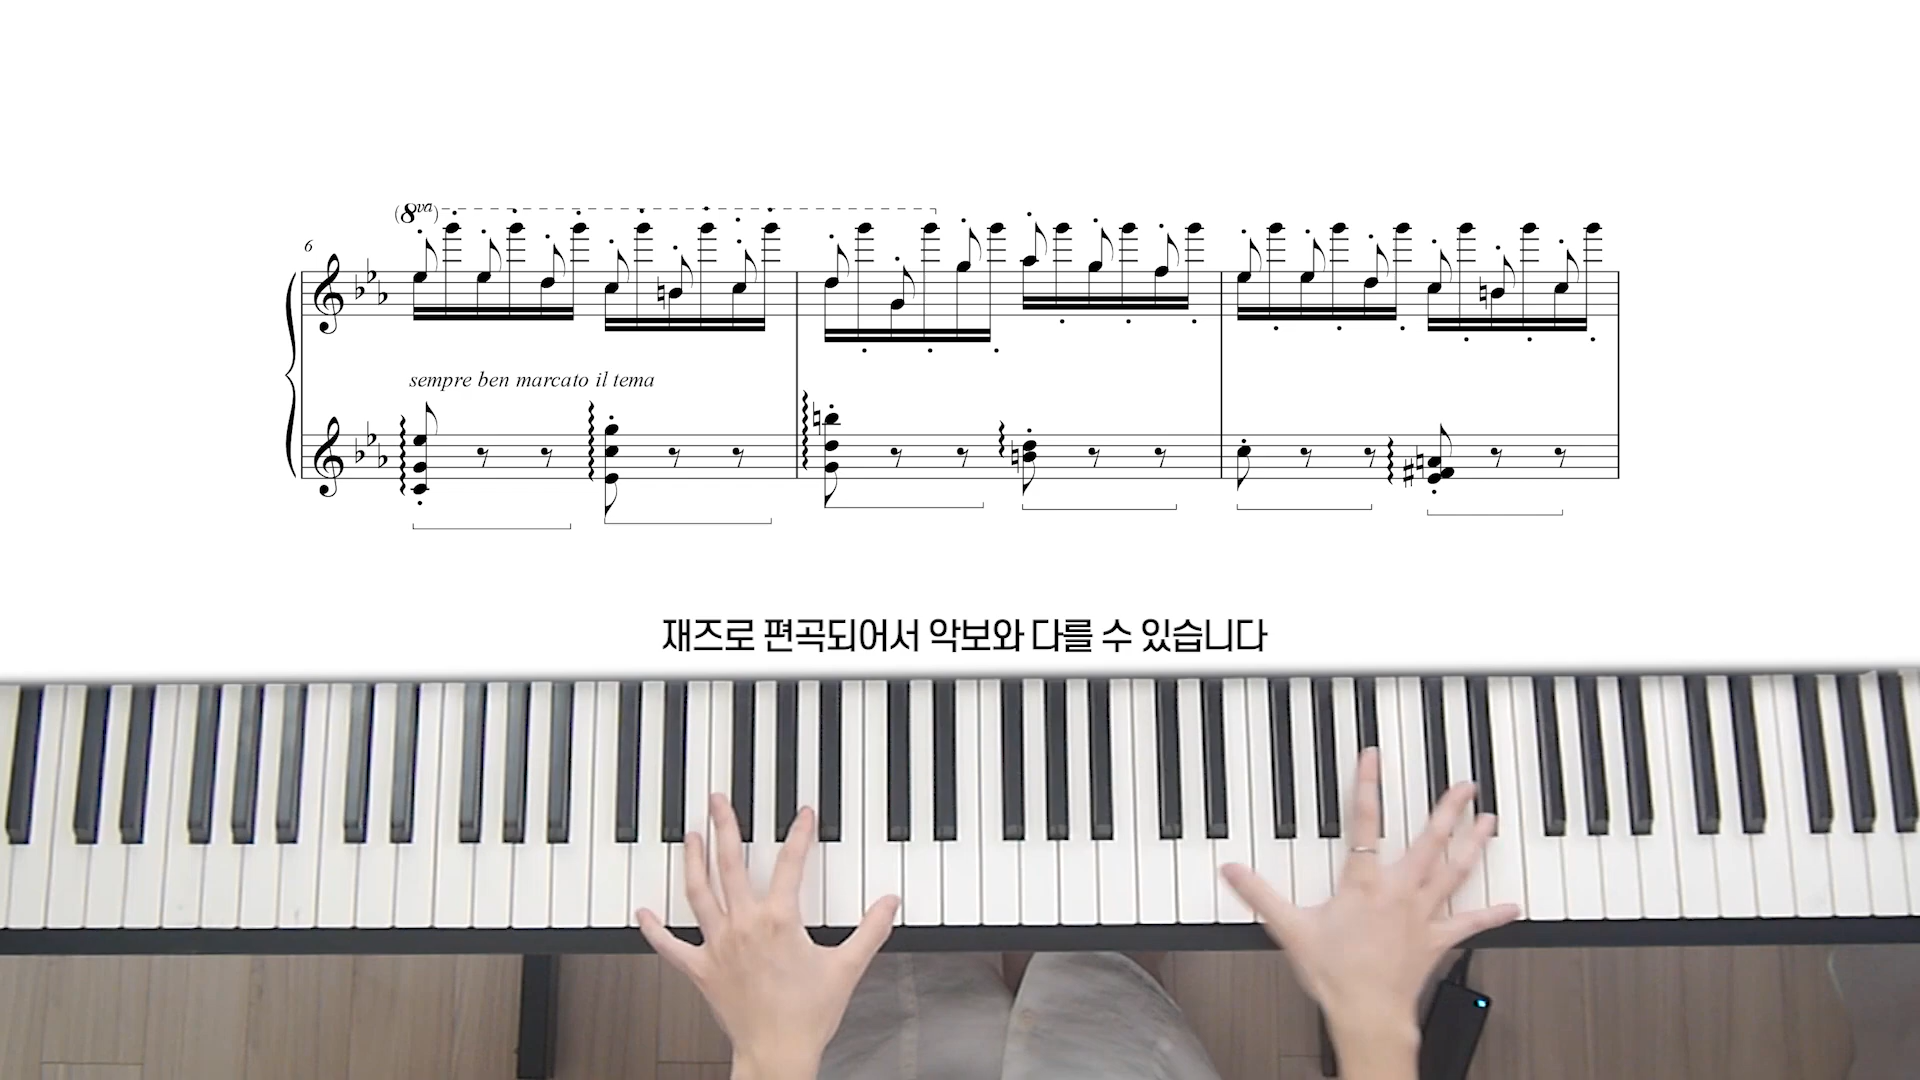 (8va)
6
sempre ben marcato il tema
재즈로 편곡되어서 악보와 다를 수 있습니다